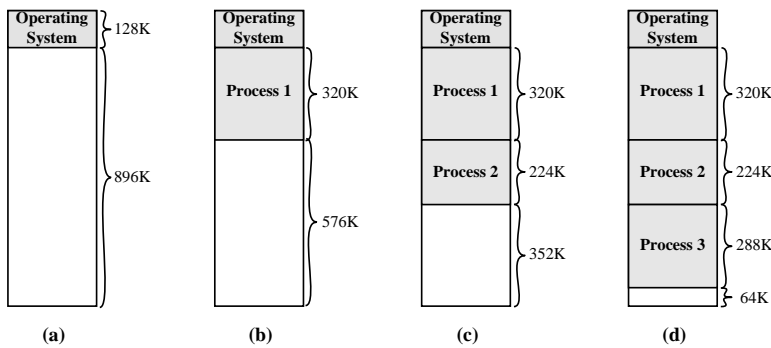 Operating
System
128K
896K
(a)
Operating
System
Process 1
320K
576K
(b)
Operating
System
Process 1
320K
Process 2
224K
352K
(c)
Operating
System
Process 1
320K
Process 2
224K
Process 3
288K
64K
(d)